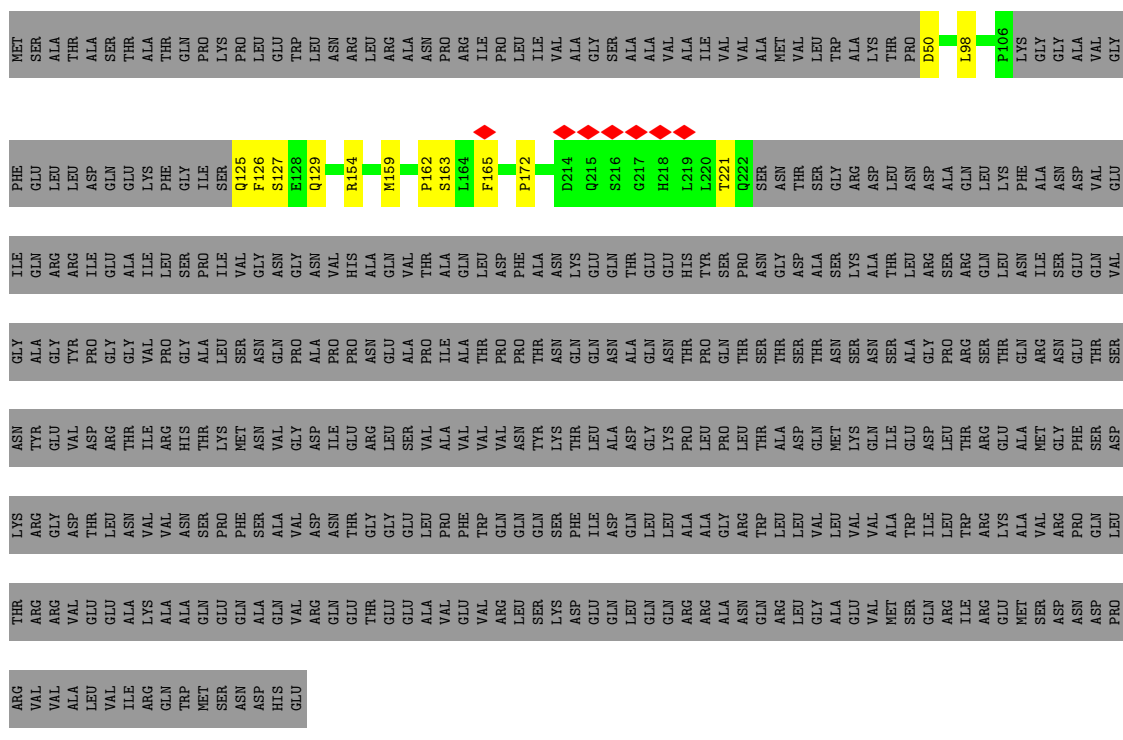 MET SER ALA THR ALA SER THR ALA THR GLN PRO LYS PRO LEU GLU TRP LEU ASN ARG LEU ARG ALA ASN PRO ARG ILE PRO LEU ILE VAL ALA GLY SER ALA ALA VAL ALA ILE VAL VAL ALA MET VAL LEU TRP ALA LYS THR PRO D50 L98 P106 LYS GLY GLY ALA VAL GLY
PHE GLU LEU LEU ASP GLN GLU LYS PHE GLY ILE SER Q125 F126 S127 E128 Q129 R154 M159 P162 S163 L164 F165 P172 D214 Q215 S216 G217 H218 L219 L220 T221 Q222 SER ASN THR SER GLY ARG ASP LEU ASN ASP ALA GLN LEU LYS PHE ALA ASN ASP VAL GLU
ILE GLN ARG ARG ILE GLU ALA ILE LEU SER PRO ILE VAL GLY ASN GLY ASN VAL HIS ALA GLN VAL THR ALA GLN LEU ASP PHE ALA ASN LYS GLU GLN THR GLU GLU HIS TYR SER PRO ASN GLY ASP ALA SER LYS ALA THR LEU ARG SER ARG GLN LEU ASN ILE SER GLU GLN VAL
GLY ALA GLY TYR PRO GLY GLY VAL PRO GLY ALA LEU SER ASN GLN PRO ALA PRO PRO ASN GLU ALA PRO ILE ALA THR PRO PRO THR ASN GLN GLN ASN ALA GLN ASN THR PRO GLN THR SER THR SER THR ASN SER ASN SER ALA GLY PRO ARG SER THR GLN ARG ASN GLU THR SER
ASN TYR GLU VAL ASP ARG THR ILE ARG HIS THR LYS MET ASN VAL GLY ASP ILE GLU ARG LEU SER VAL ALA VAL VAL VAL ASN TYR LYS THR LEU ALA ASP GLY LYS PRO LEU PRO LEU THR ALA ASP GLN MET LYS GLN ILE GLU ASP LEU THR ARG GLU ALA MET GLY PHE SER ASP
LYS ARG GLY ASP THR LEU ASN VAL VAL ASN SER PRO PHE SER ALA VAL ASP ASN THR GLY GLY GLU LEU PRO PHE TRP GLN GLN GLN SER PHE ILE ASP GLN LEU LEU ALA ALA GLY ARG TRP LEU LEU VAL LEU VAL VAL ALA TRP ILE LEU TRP ARG LYS ALA VAL ARG PRO GLN LEU
THR ARG ARG VAL GLU GLU ALA LYS ALA ALA GLN GLU GLN ALA GLN VAL ARG GLN GLU THR GLU GLU ALA VAL GLU VAL ARG LEU SER LYS ASP GLU GLN LEU GLN GLN ARG ARG ALA ASN GLN ARG LEU GLY ALA GLU VAL MET SER GLN ARG ILE ARG GLU MET SER ASP ASN ASP PRO
ARG VAL VAL ALA LEU VAL ILE ARG GLN TRP MET SER ASN ASP HIS GLU